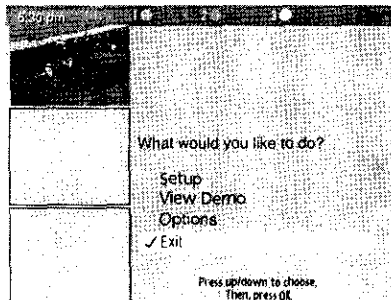 6:30 pm 1 2 3
What would you like to do?
Setup
View Demo
Options
✓ Exit
Press up/down to choose,
Then, press OK